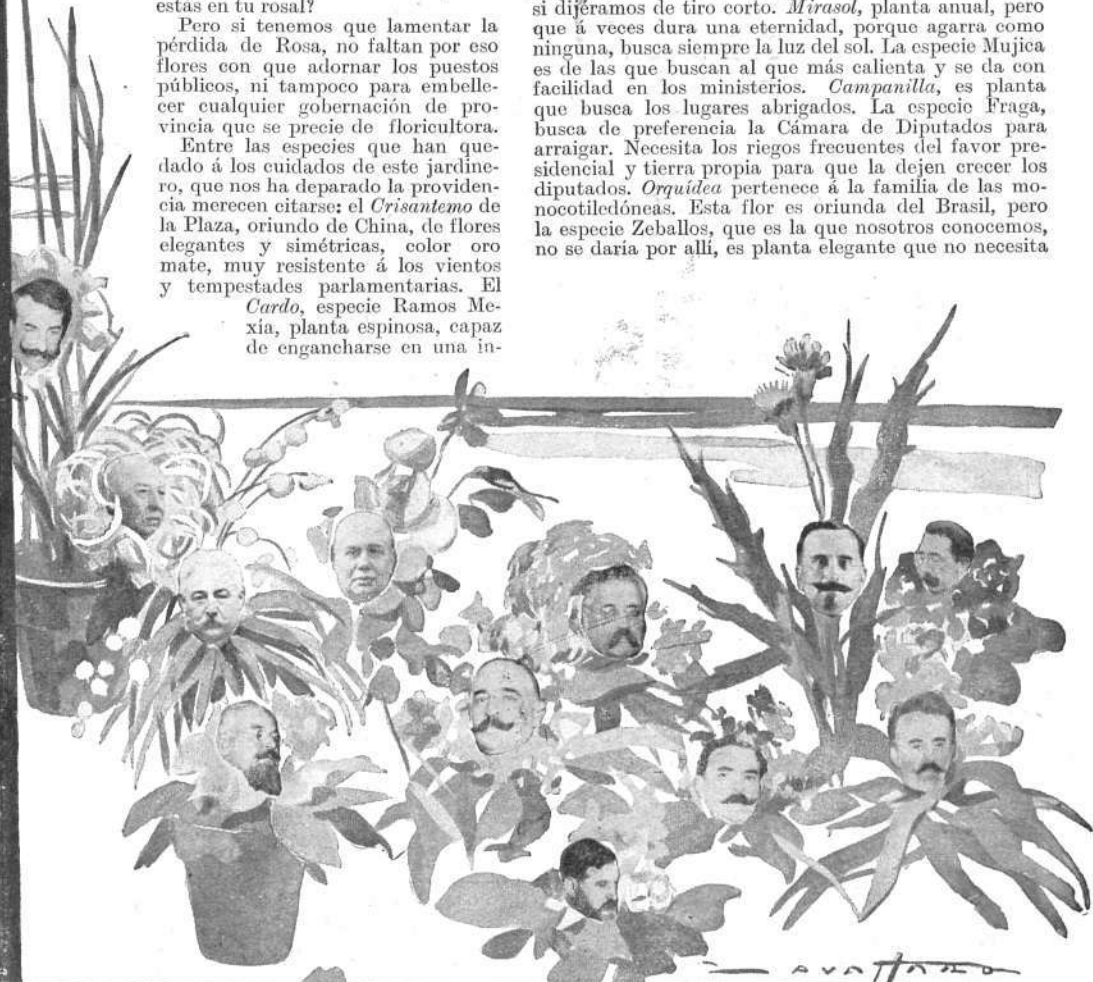 estás en tu rosal?
Pero si tenemos que lamentar la
pérdida de Rosa, no faltan por eso
flores con que adornar los puestos
públicos, ni tampoco para embelle-
cer cualquier gobernación de pro-
vincia que se precie de floricultora.
Entre las especies que han que-
dado á los cuidados de este jardine-
ro, que nos ha deparado la providen-
cia merecen citarse: el Crisantemo de
la Plaza, oriundo de China, de flores
elegantes y simétricas, color oro
mate, muy resistente á los vientos
y tempestades parlamentarias. El
Cardo, especie Ramos Me-
xía, planta espinosa, capaz
de engancharse en una in-
si dijéramos de tiro corto. Mirasol, planta anual, pero
que á veces dura una eternidad, porque agarra como
ninguna, busca siempre la luz del sol. La especie Mujica
es de las que buscan al que más calienta y se da con
facilidad en los ministerios. Campanilla, es planta
que busca los lugares abrigados. La especie Fraga,
busca de preferencia la Cámara de Diputados para
arraigar. Necesita los riegos frecuentes del favor pre-
sidencial y tierra propia para que la dejen crecer los
diputados. Orquídea pertenece á la familia de las mo-
nocotiledóneas. Esta flor es oriunda del Brasil, pero
la especie Zeballos, que es la que nosotros conocemos,
no se daría por allí, es planta elegante que no necesita